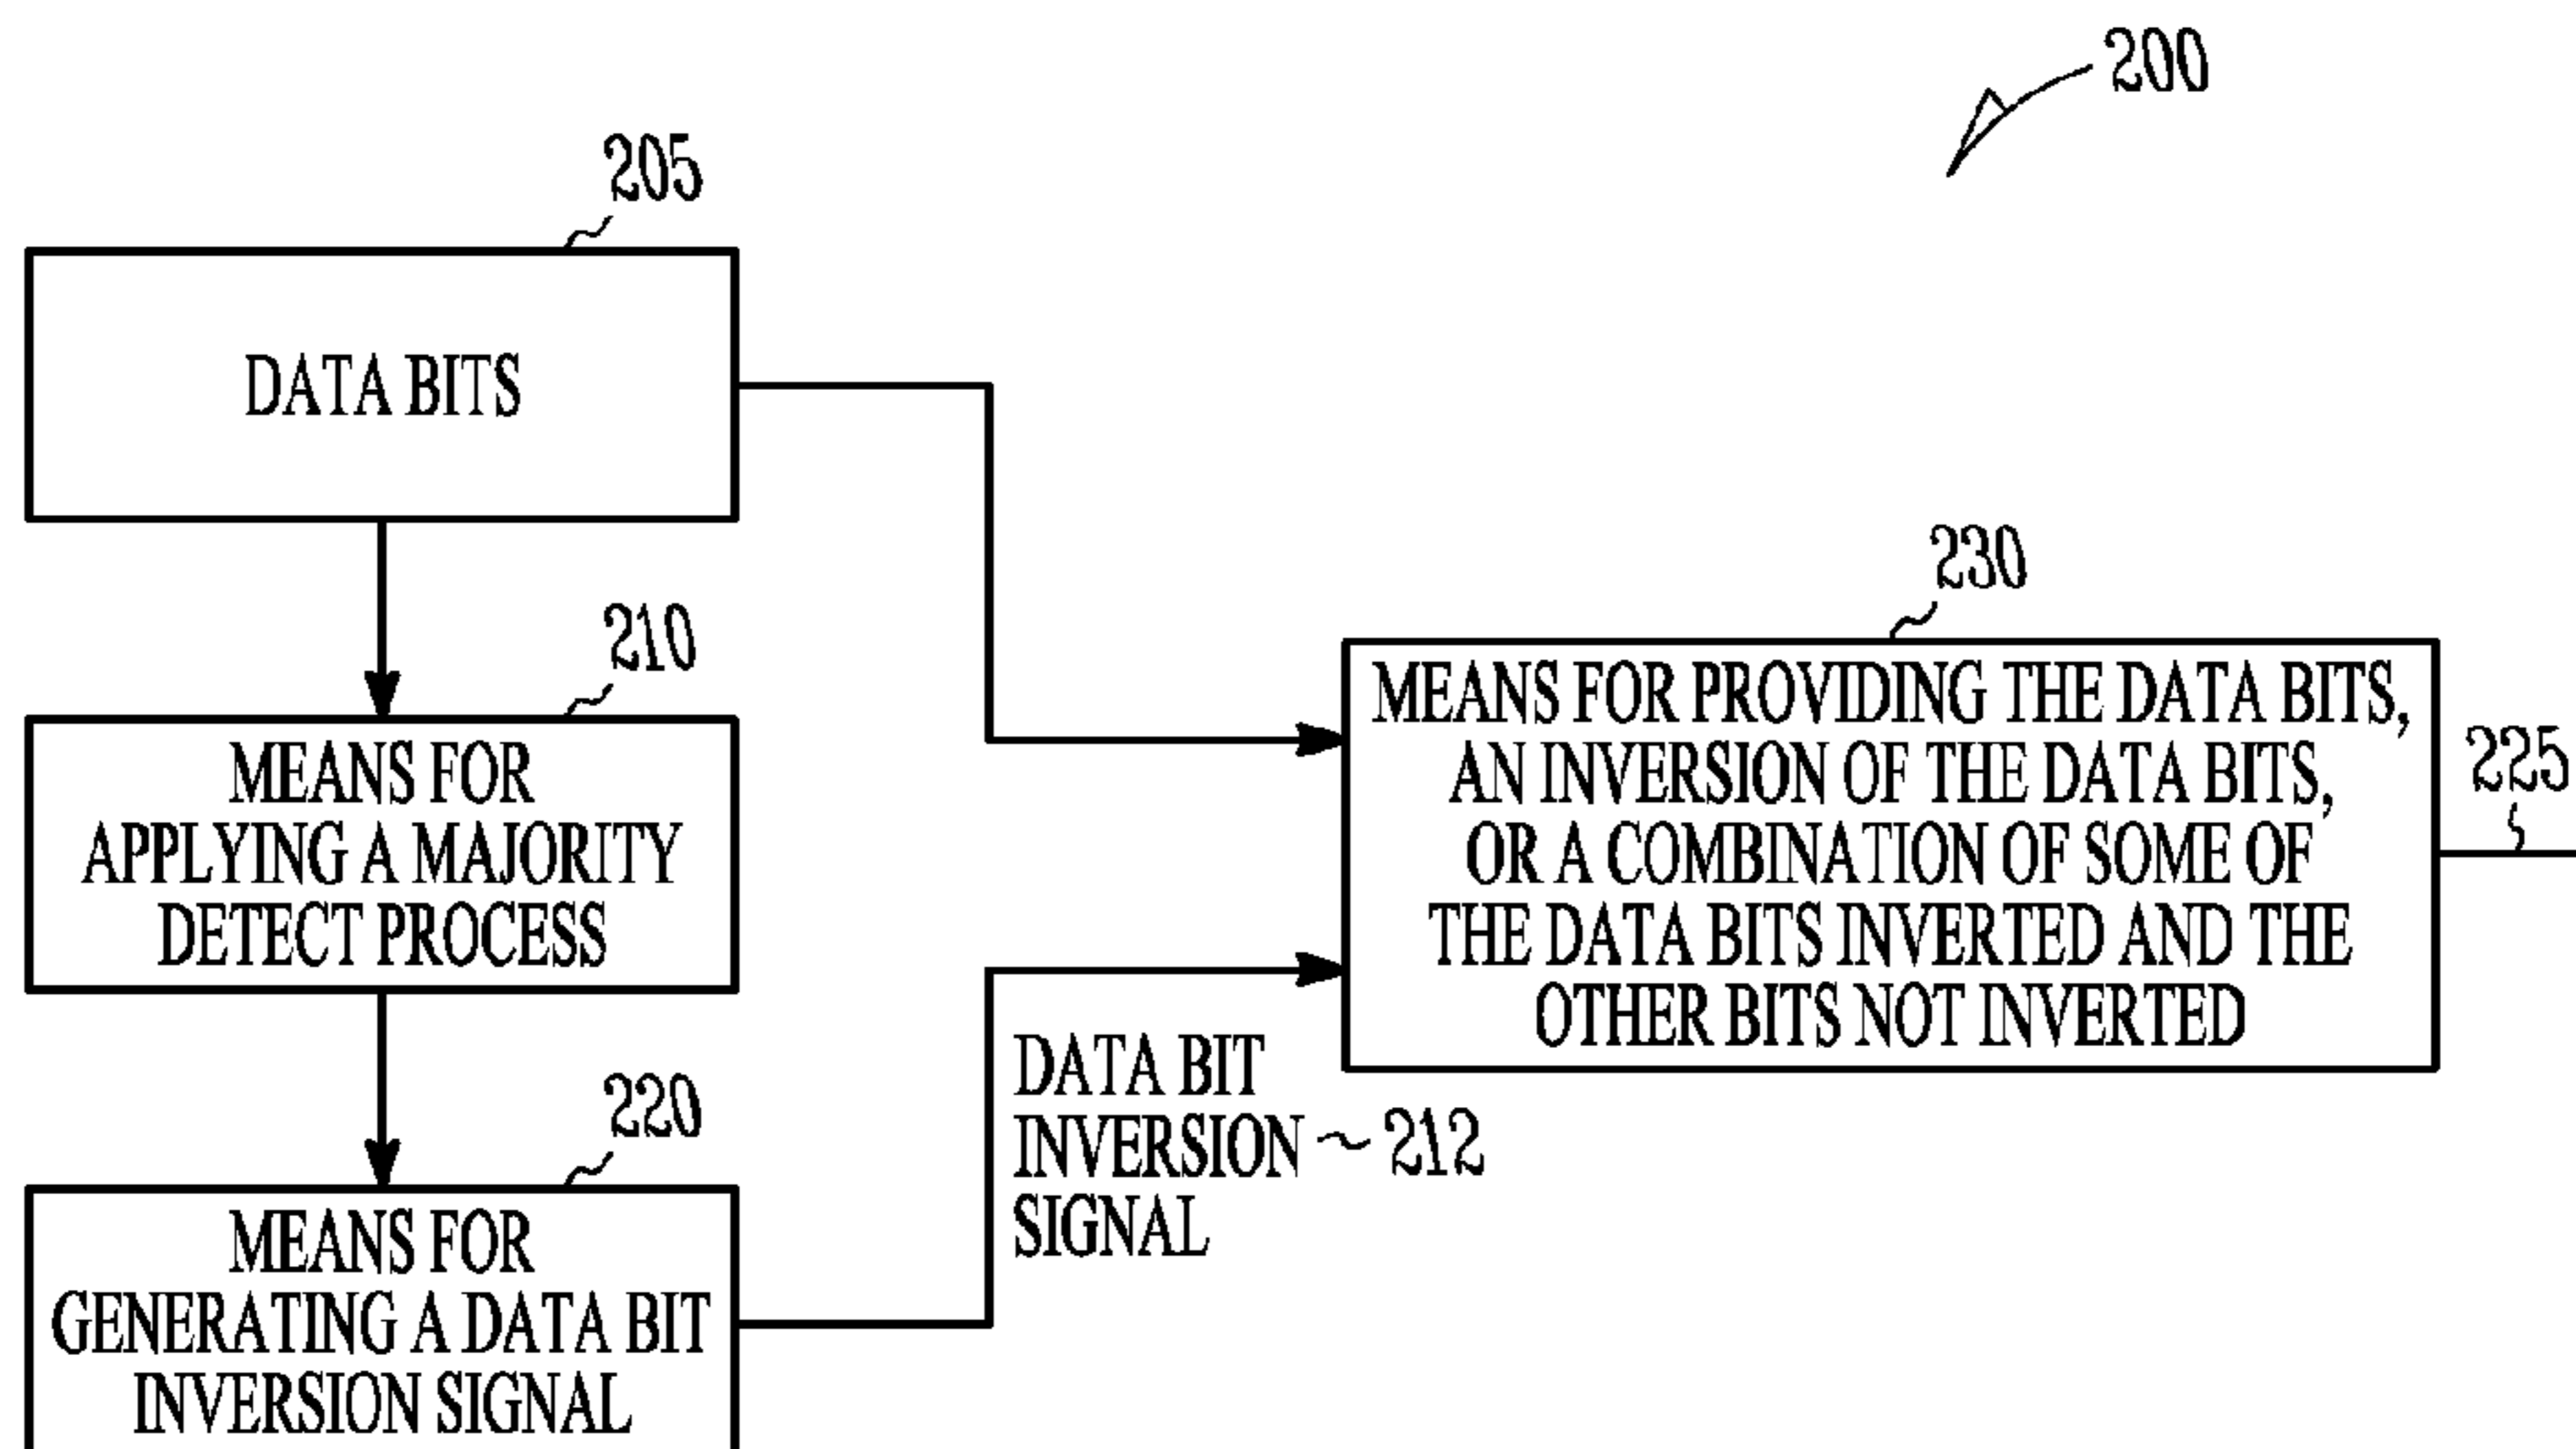 200
205
DATA BITS
210
MEANS FOR
APPLYING A MAJORITY
DETECT PROCESS
220
MEANS FOR
GENERATING A DATA BIT
INVERSION SIGNAL
DATA BIT
INVERSION ~ 212
SIGNAL
230
MEANS FOR PROVIDING THE DATA BITS,
AN INVERSION OF THE DATA BITS,
OR A COMBINATION OF SOME OF
THE DATA BITS INVERTED AND THE
OTHER BITS NOT INVERTED
225